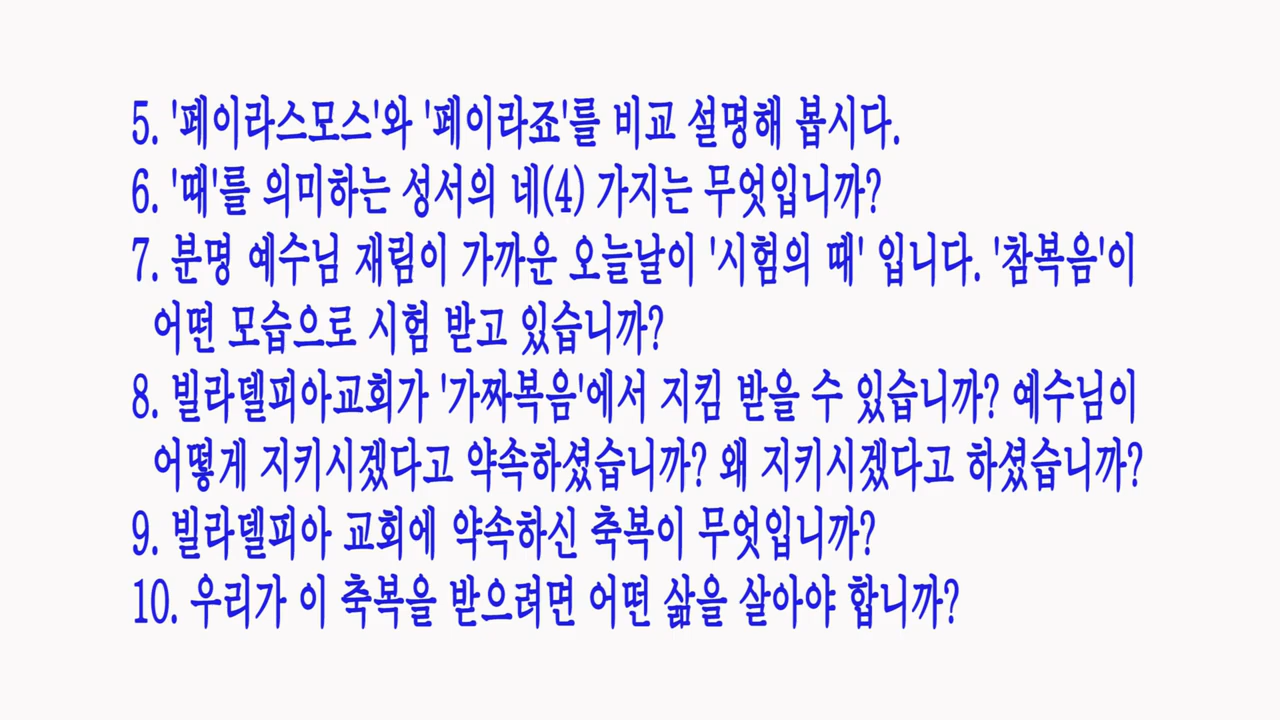 5. '페이라스모스'와 '페이라죠'를 비교 설명해 봅시다.
6. '때'를 의미하는 성서의 네(4) 가지는 무엇입니까?
7. 분명 예수님 재림이 가까운 오늘날이 '시험의 때' 입니다. '참복음'이
어떤 모습으로 시험 받고 있습니까?
8. 빌라델피아교회가 '가짜복음'에서 지킴 받을 수 있습니까? 예수님이
어떻게 지키시겠다고 약속하셨습니까? 왜 지키시겠다고 하셨습니까?
9. 빌라델피아 교회에 약속하신 축복이 무엇입니까?
10. 우리가 이 축복을 받으려면 어떤 삶을 살아야 합니까?